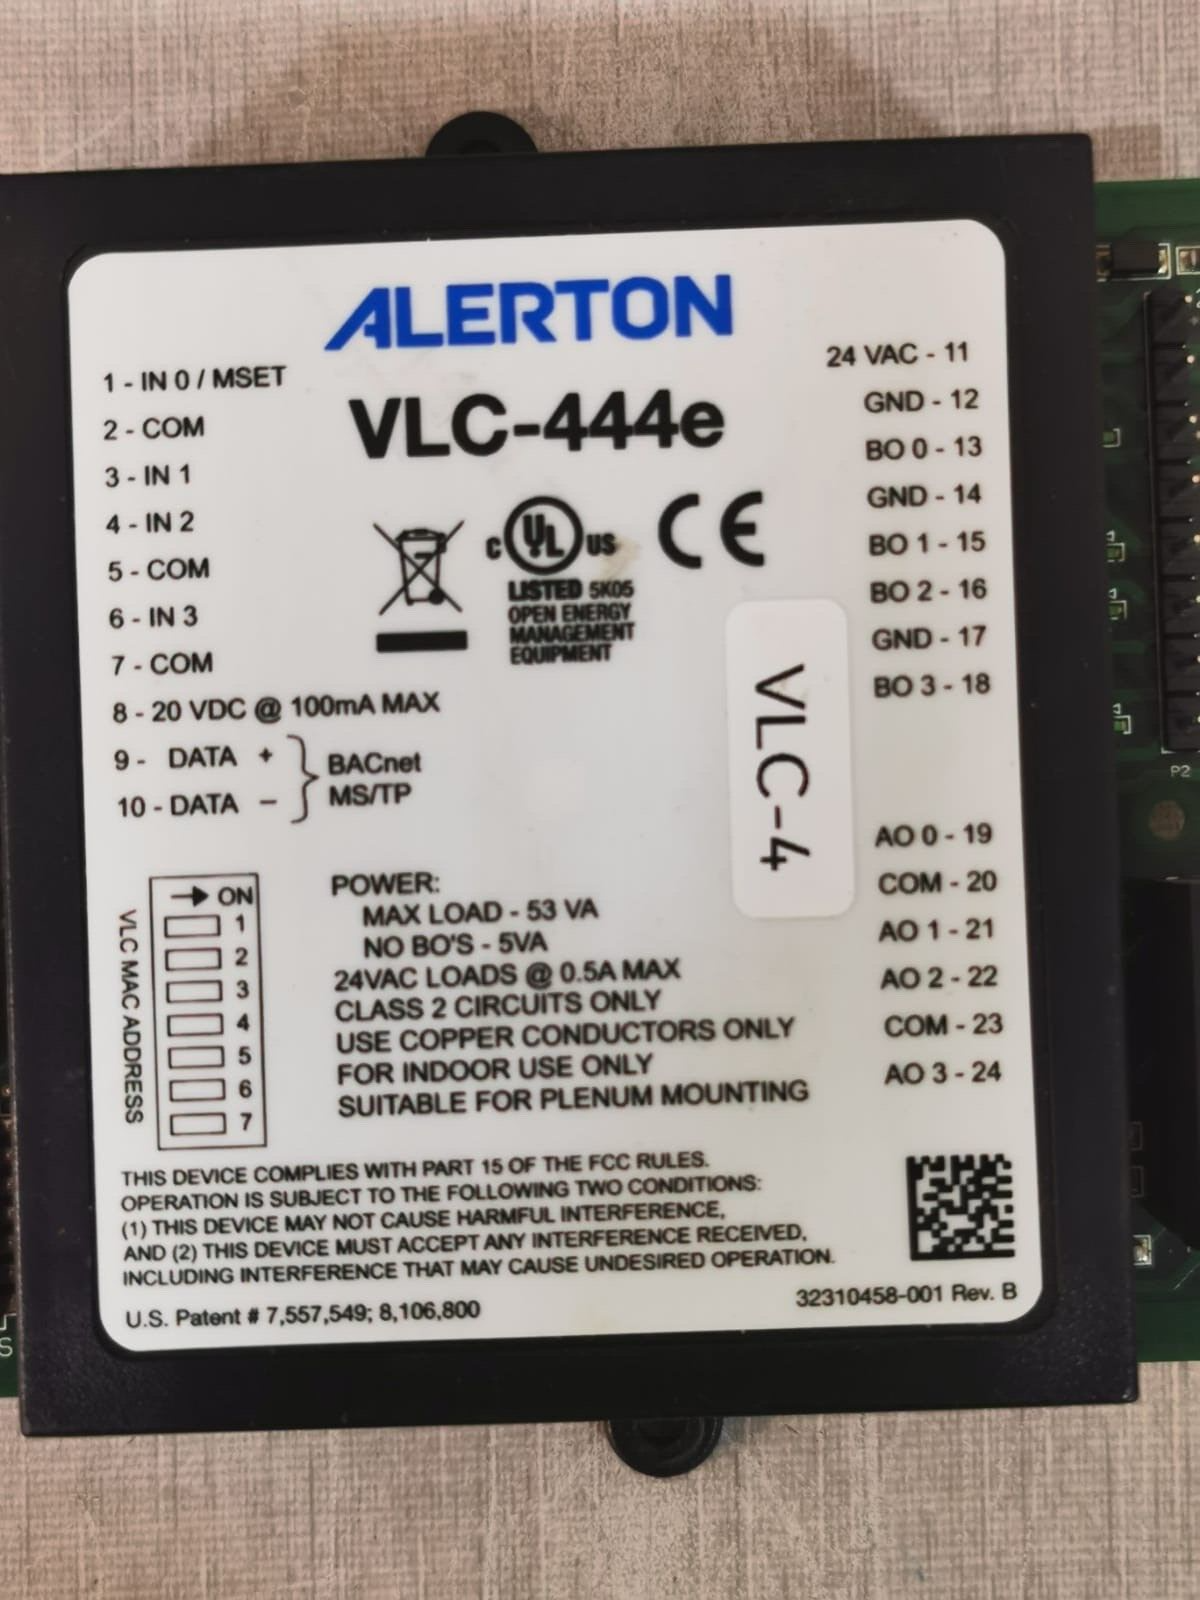 ALERTON
VLC-444e
1 - IN 0 / MSET
2 - COM
3 - IN 1
4 - IN 2
5 - COM
6 - IN 3
7 - COM
8 - 20 VDC @ 100mA MAX
9 - DATA +
10 - DATA –
BACnet
MS/TP
24 VAC - 11
GND - 12
BO 0 - 13
GND - 14
BO 1 - 15
BO 2 - 16
GND - 17
BO 3 - 18
AO 0 - 19
COM - 20
AO 1 - 21
AO 2 - 22
COM - 23
AO 3 - 24
C UL US
LISTED 5K05
OPEN ENERGY
MANAGEMENT
EQUIPMENT
CE
VLC-4
VLC MAC ADDRESS
→ ON
1
2
3
4
5
6
7
POWER:
MAX LOAD - 53 VA
NO BO'S - 5VA
24VAC LOADS @ 0.5A MAX
CLASS 2 CIRCUITS ONLY
USE COPPER CONDUCTORS ONLY
FOR INDOOR USE ONLY
SUITABLE FOR PLENUM MOUNTING
THIS DEVICE COMPLIES WITH PART 15 OF THE FCC RULES.
OPERATION IS SUBJECT TO THE FOLLOWING TWO CONDITIONS:
(1) THIS DEVICE MAY NOT CAUSE HARMFUL INTERFERENCE,
AND (2) THIS DEVICE MUST ACCEPT ANY INTERFERENCE RECEIVED,
INCLUDING INTERFERENCE THAT MAY CAUSE UNDESIRED OPERATION.
U.S. Patent # 7,557,549; 8,106,800
32310458-001 Rev. B
P2